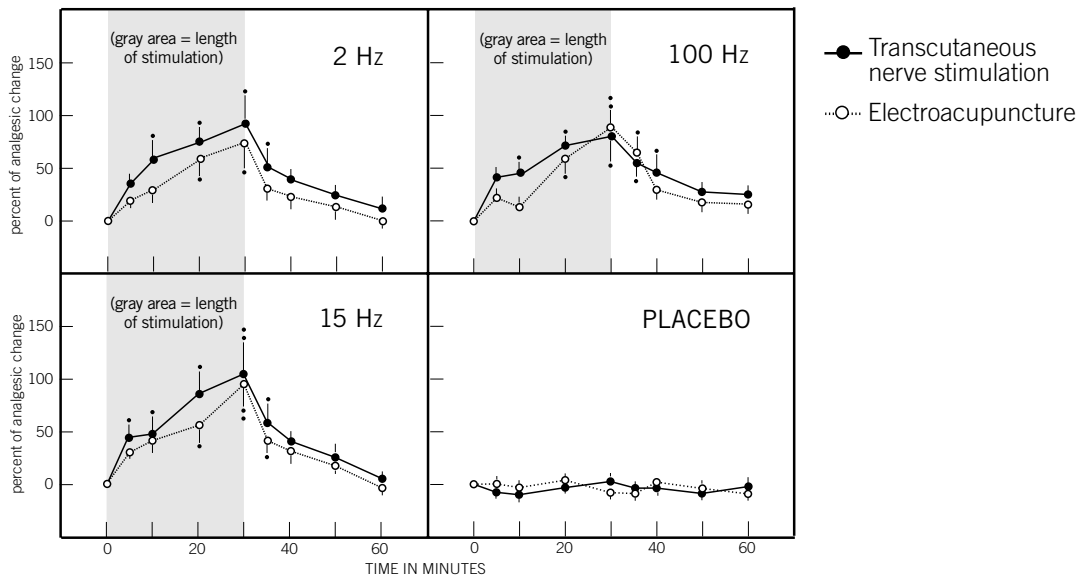 (gray area = length
of stimulation)
2 Hz
percent of analgesic change
150
100
50
0
(gray area = length
of stimulation)
100 Hz
Transcutaneous
nerve stimulation
Electroacupuncture
(gray area = length
of stimulation)
15 Hz
percent of analgesic change
150
100
50
0
0
20
40
60
PLACEBO
0
20
40
60
TIME IN MINUTES